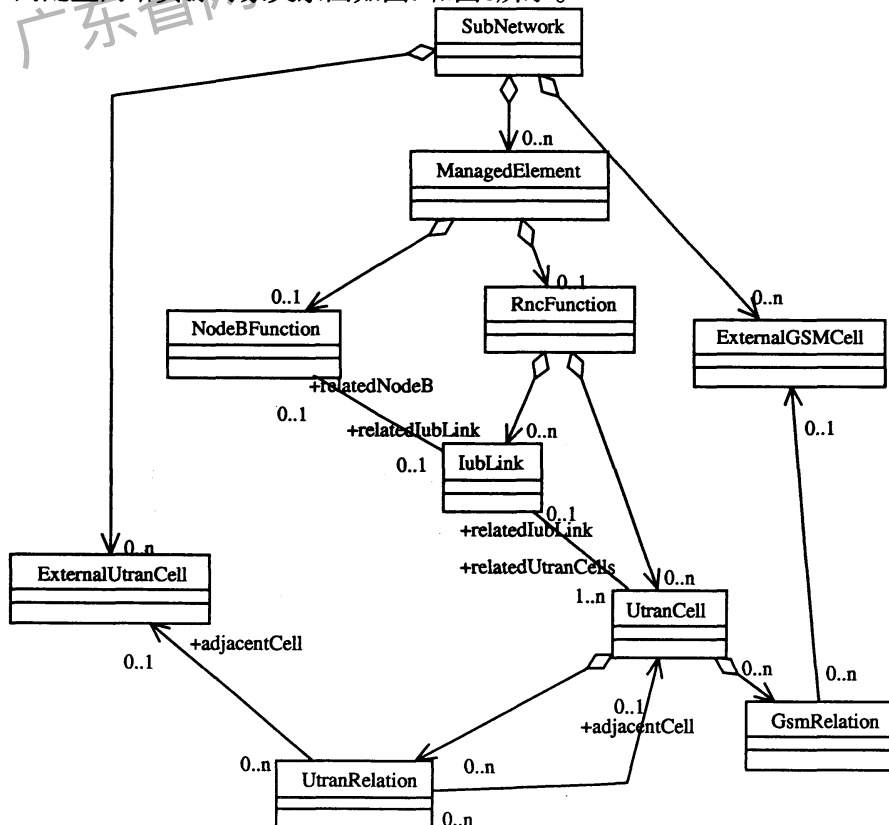 广东省
SubNetwork
0..n
ManagedElement
0..1
0..1
RncFunction
0..n
NodeBFunction
ExternalGSMCell
+relatedNodeB
0..1
0..1
+relatedIubLink
0..n
0..1
IubLink
0..1
+relatedIubLink
0..n
+relatedUtranCells
0..n
ExternalUtranCell
1..n
UtranCell
+adjacentCell
0..1
0..n
0..n
0..1
+adjacentCell
GsmRelation
0..n
0..n
UtranRelation
0..n